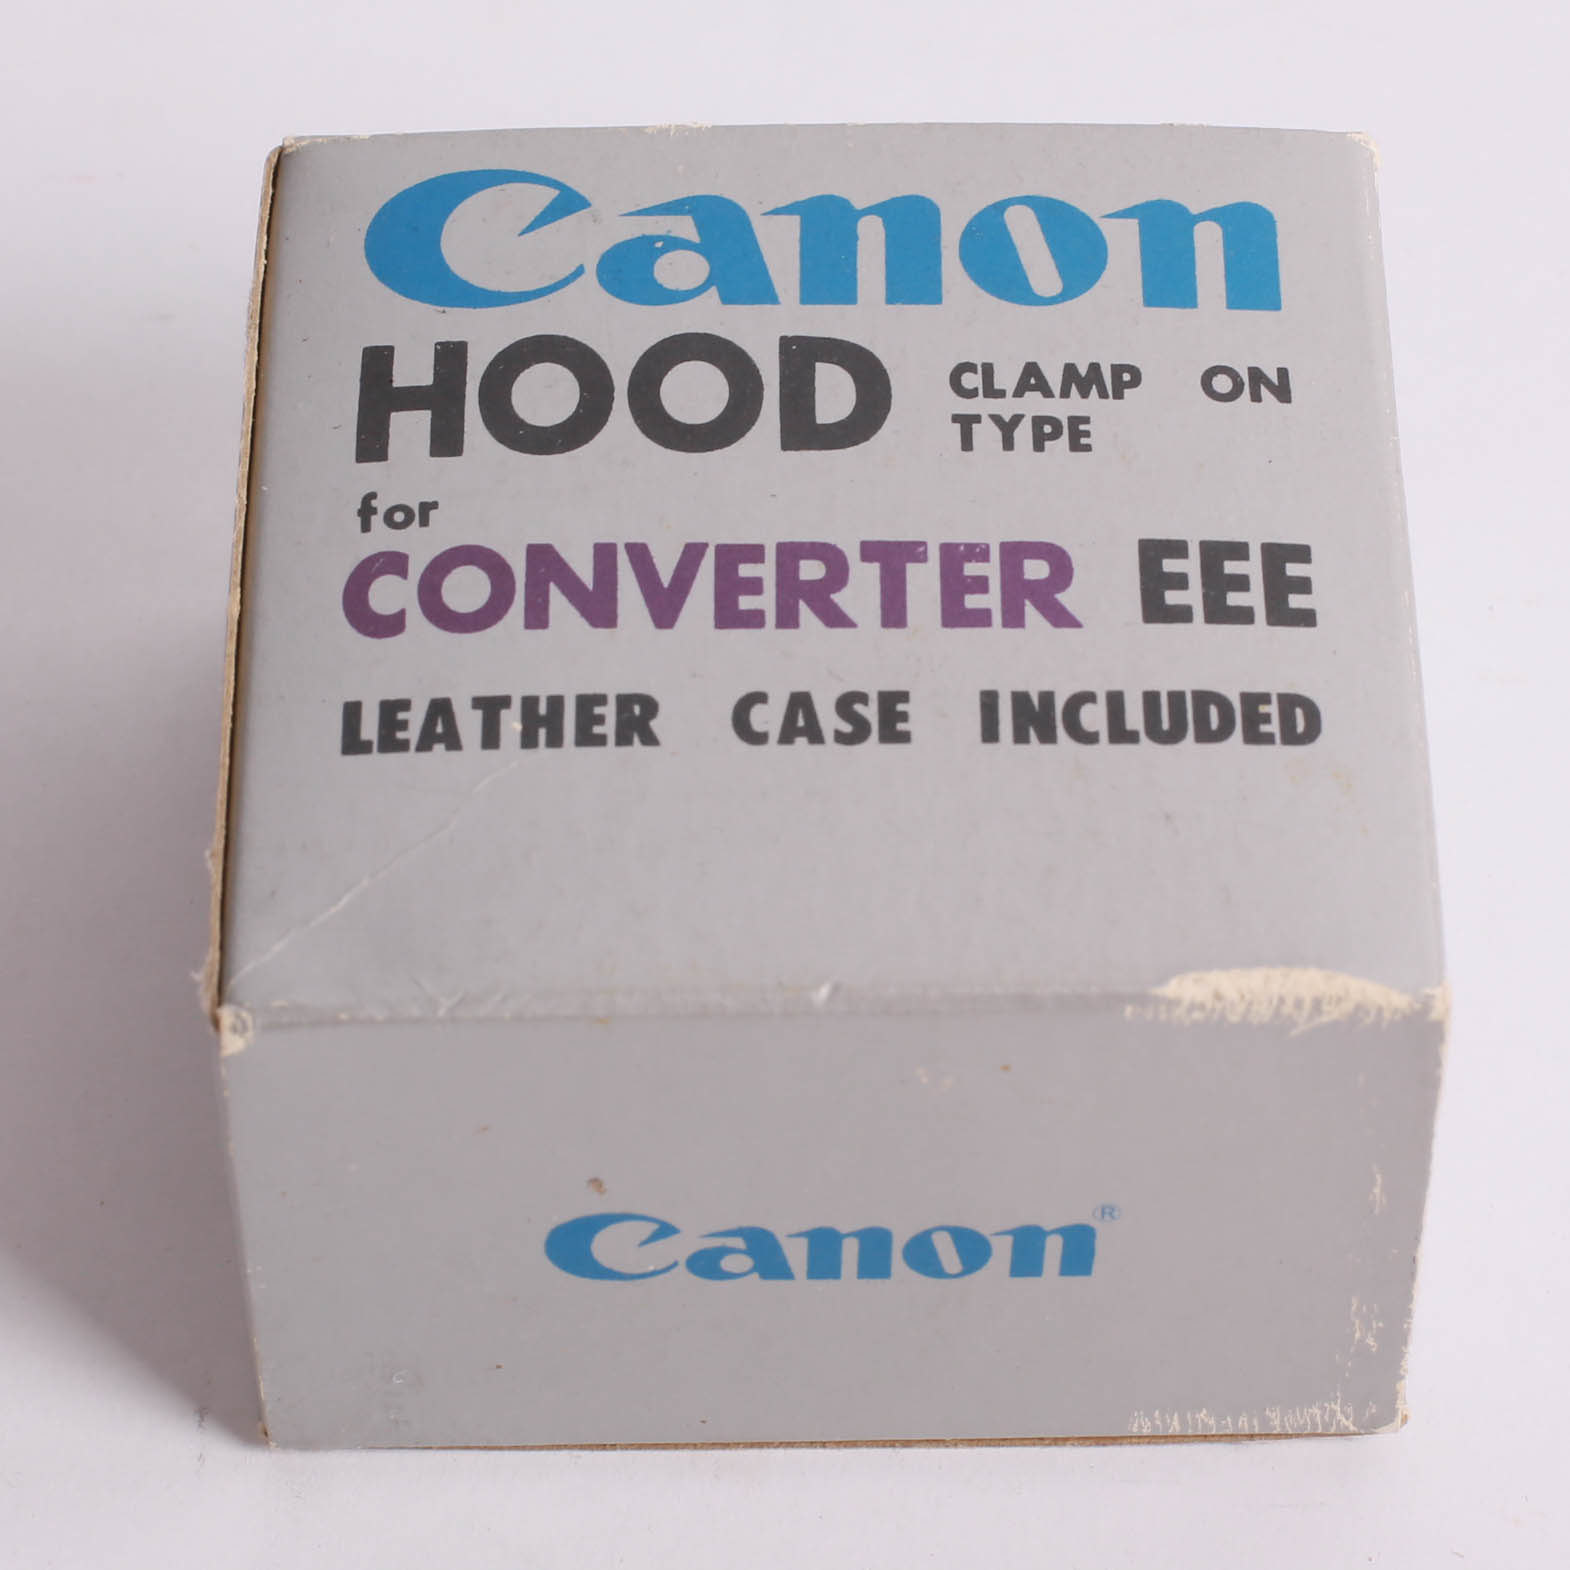 Canon
HOOD CLAMP ON TYPE
for
CONVERTER EEE
LEATHER CASE INCLUDED
Canon®